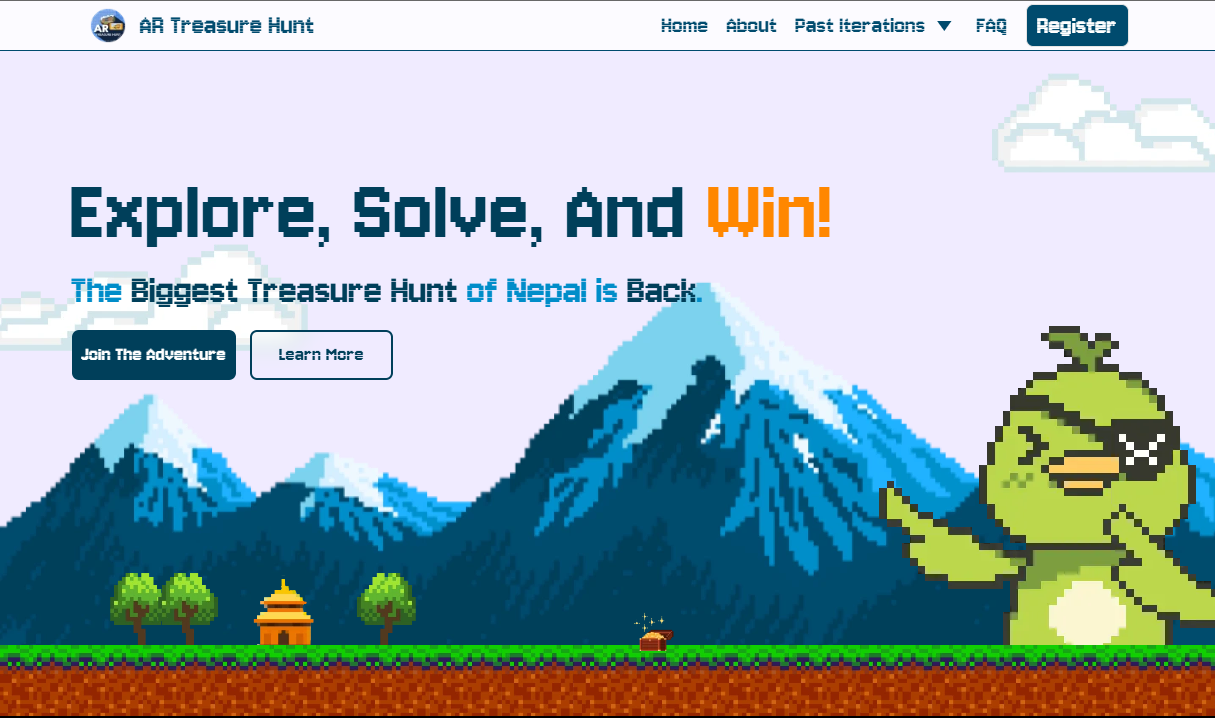 AR Treasure Hunt Home About Past Iterations FAQ Register
Explore, Solve, And Win!
The Biggest Treasure Hunt of Nepal is Back.
Join The Adventure Learn More